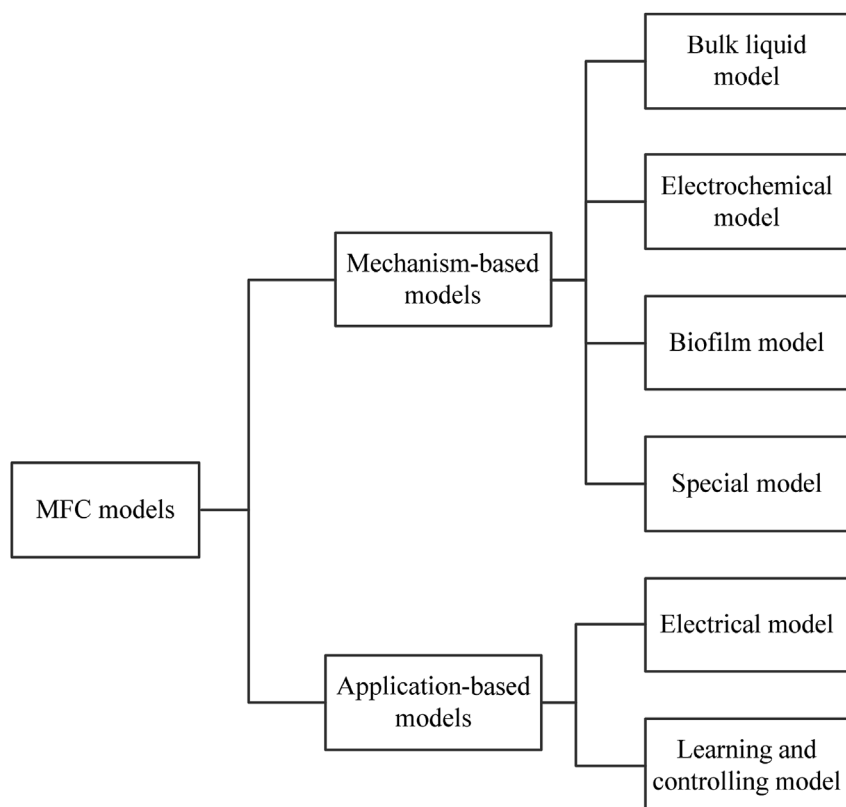 Bulk liquid
model
Electrochemical
model
Mechanism-based
models
Biofilm model
Special model
MFC models
Electrical model
Application-based
models
Learning and
controlling model